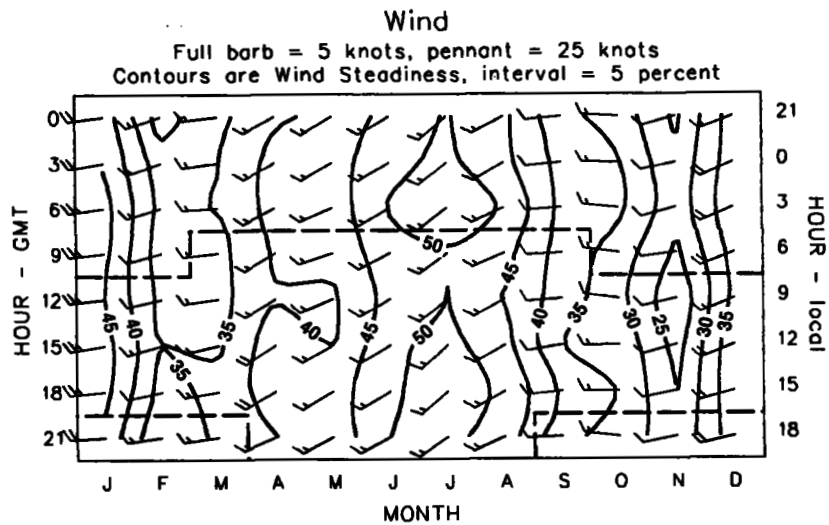 Wind
Full barb = 5 knots, pennant = 25 knots
Contours are Wind Steadiness, interval = 5 percent
0 21
3 0
6 3
50
9 6
45
12 9
45 40 35 40 45 50 40 35 30 25 30 35
15 12
35
18 15
21 18
HOUR - GMT
HOUR - local
J F M A M J J A S O N D
MONTH